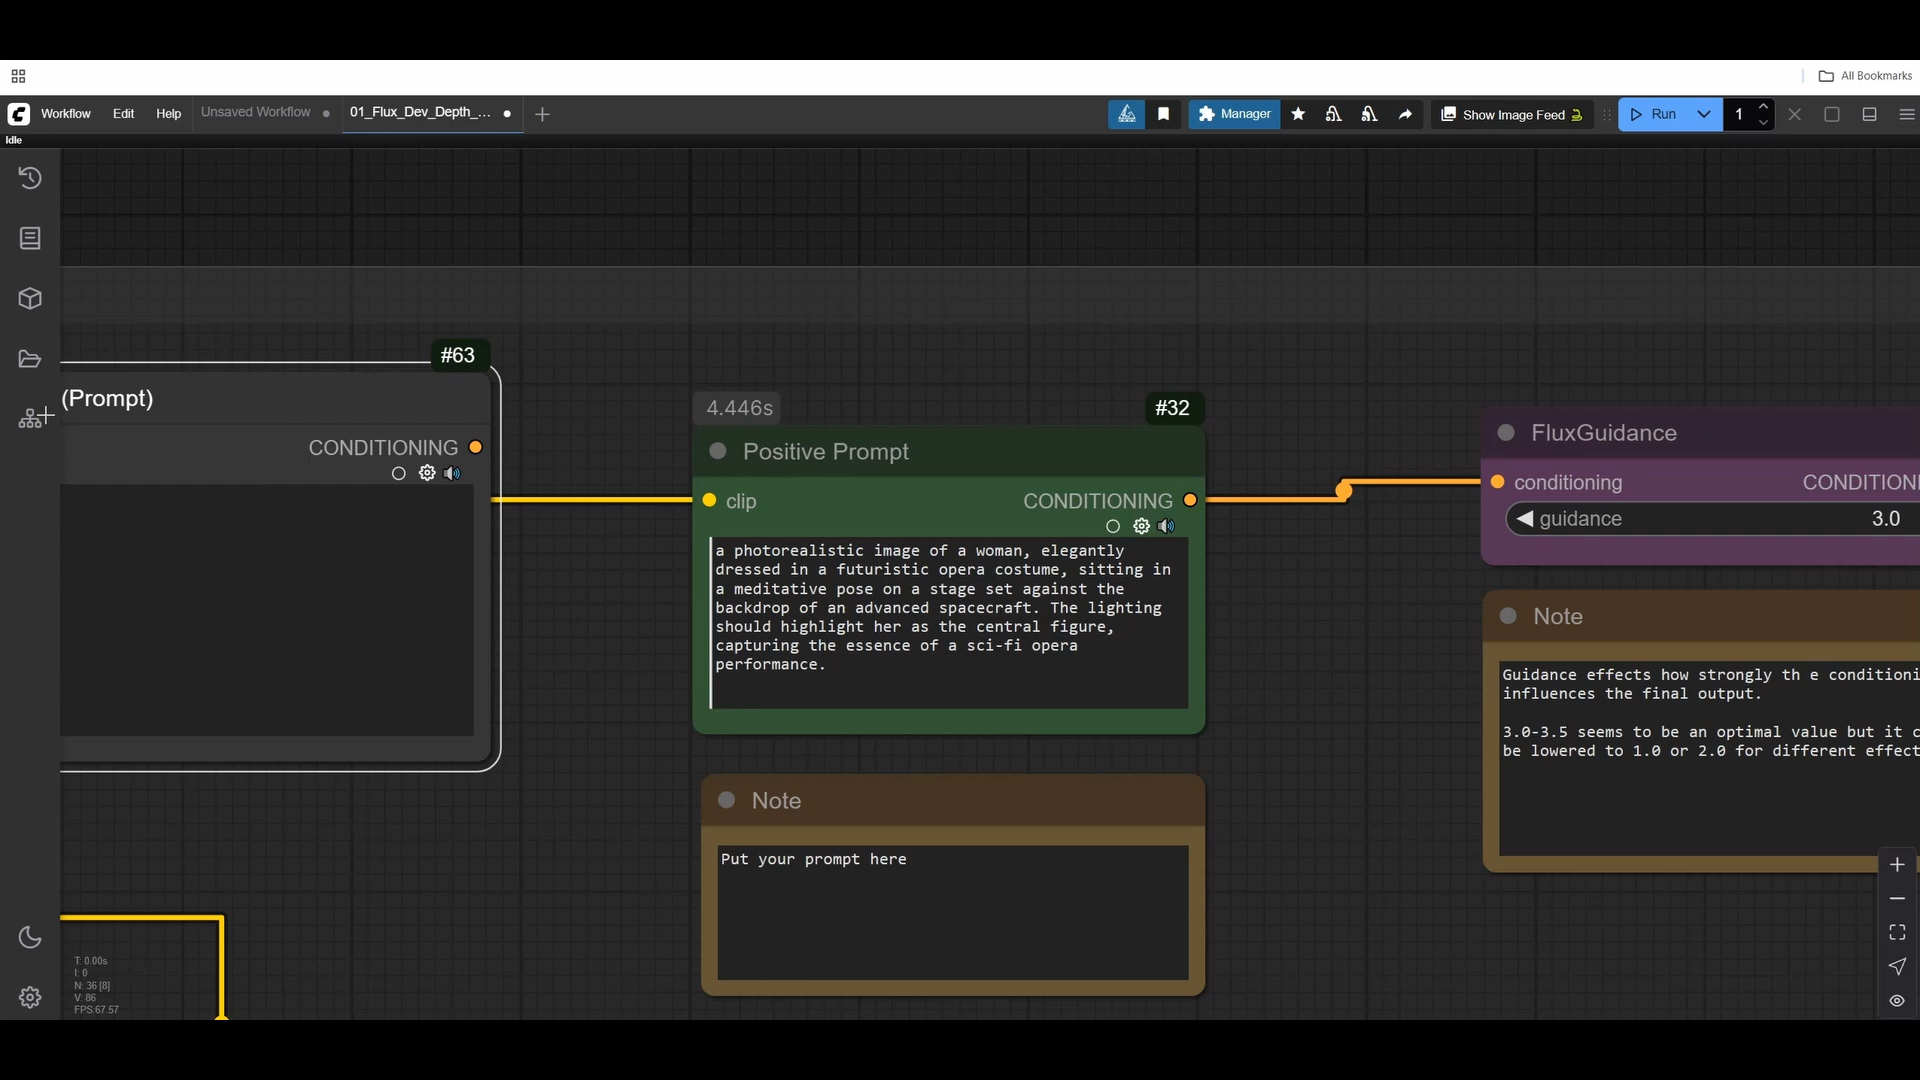 All Bookmarks
Workflow Edit Help Unsaved Workflow 01_Flux_Dev_Depth_... Manager Show Image Feed Run 1
Idle
#63
(Prompt)
CONDITIONING
4.446s #32
Positive Prompt
clip CONDITIONING
a photorealistic image of a woman, elegantly
dressed in a futuristic opera costume, sitting in
a meditative pose on a stage set against the
backdrop of an advanced spacecraft. The lighting
should highlight her as the central figure,
capturing the essence of a sci-fi opera
performance.
Note
Put your prompt here
FluxGuidance
conditioning CONDITIONI
guidance 3.0
Note
Guidance effects how strongly th e conditioni
influences the final output.
3.0-3.5 seems to be an optimal value but it c
be lowered to 1.0 or 2.0 for different effect
T: 0.00s
I: 0
N: 36 [8]
V: 86
FPS:67.57